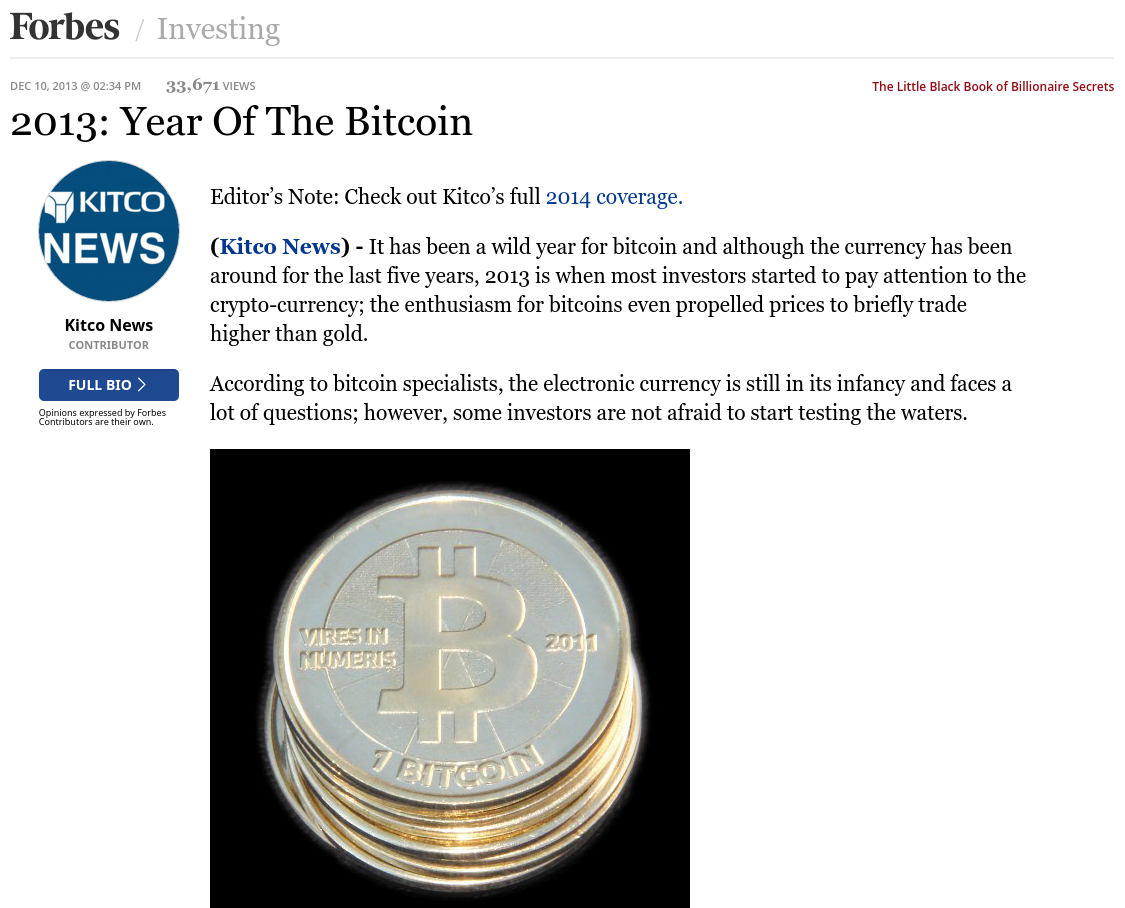 Forbes / Investing
DEC 10, 2013 @ 02:34 PM 33,671 VIEWS The Little Black Book of Billionaire Secrets
2013: Year Of The Bitcoin
KITCO
NEWS
Kitco News
CONTRIBUTOR
FULL BIO
Opinions expressed by Forbes
Contributors are their own.
Editor’s Note: Check out Kitco’s full 2014 coverage.
(Kitco News) - It has been a wild year for bitcoin and although the currency has been
around for the last five years, 2013 is when most investors started to pay attention to the
crypto-currency; the enthusiasm for bitcoins even propelled prices to briefly trade
higher than gold.
According to bitcoin specialists, the electronic currency is still in its infancy and faces a
lot of questions; however, some investors are not afraid to start testing the waters.
VIRES IN
NUMERIS
2011
1 BITCOIN